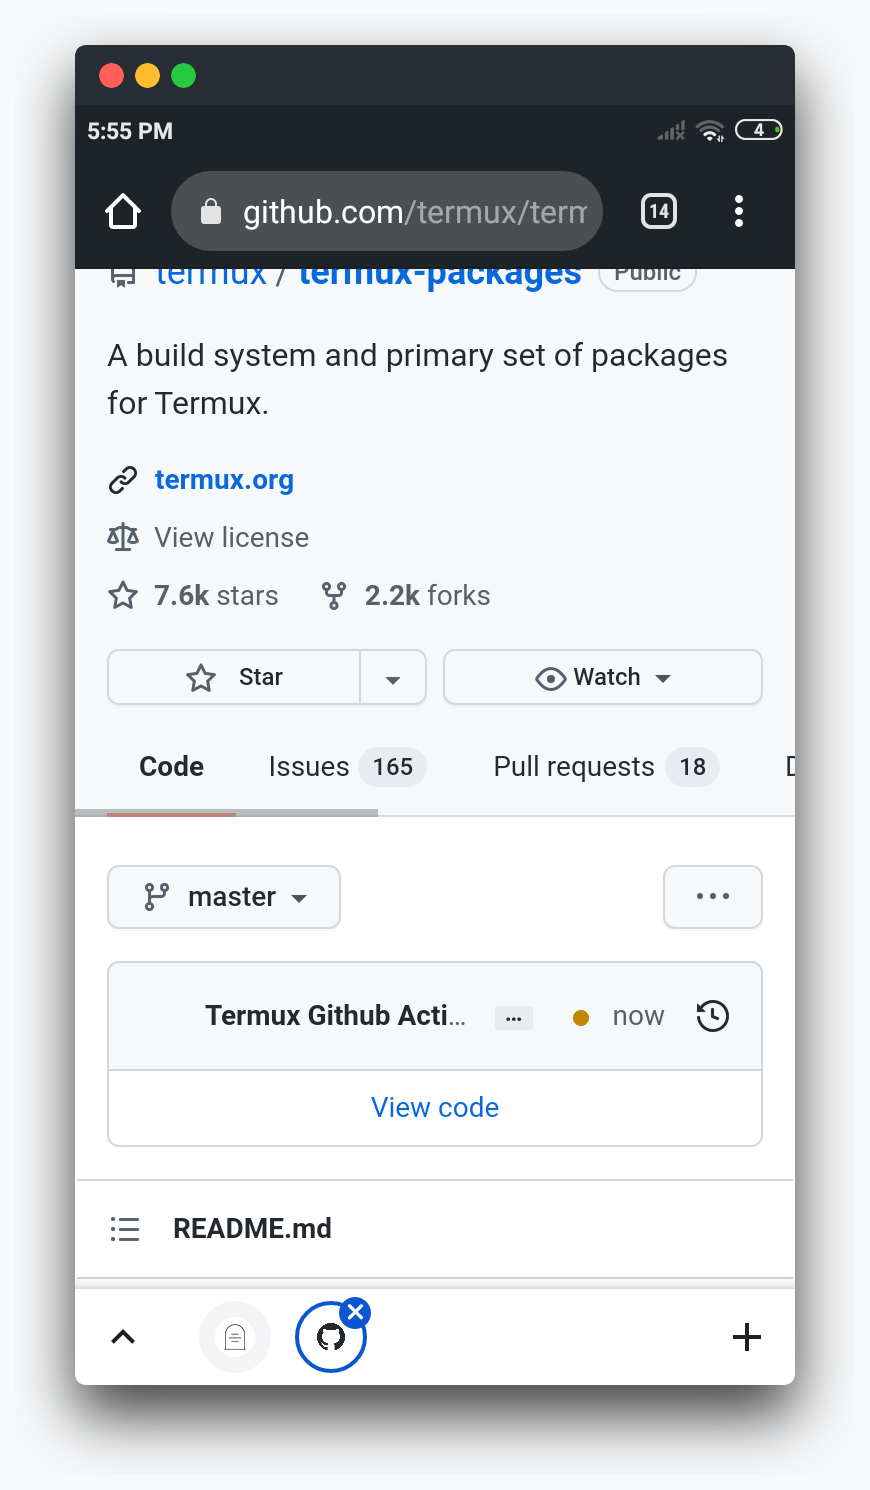 5:55 PM
4
github.com/termux/term
14
termux / termux-packages Public
A build system and primary set of packages
for Termux.
termux.org
View license
7.6k stars 2.2k forks
Star Watch
Code Issues 165 Pull requests 18
master
Termux Github Acti... ... now
View code
README.md